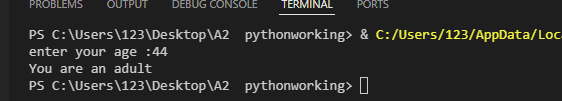 PROBLEMS OUTPUT DEBUG CONSOLE TERMINAL PORTS
PS C:\Users\123\Desktop\A2  pythonworking> & C:/Users/123/AppData/Loca
enter your age :44
You are an adult
PS C:\Users\123\Desktop\A2  pythonworking>